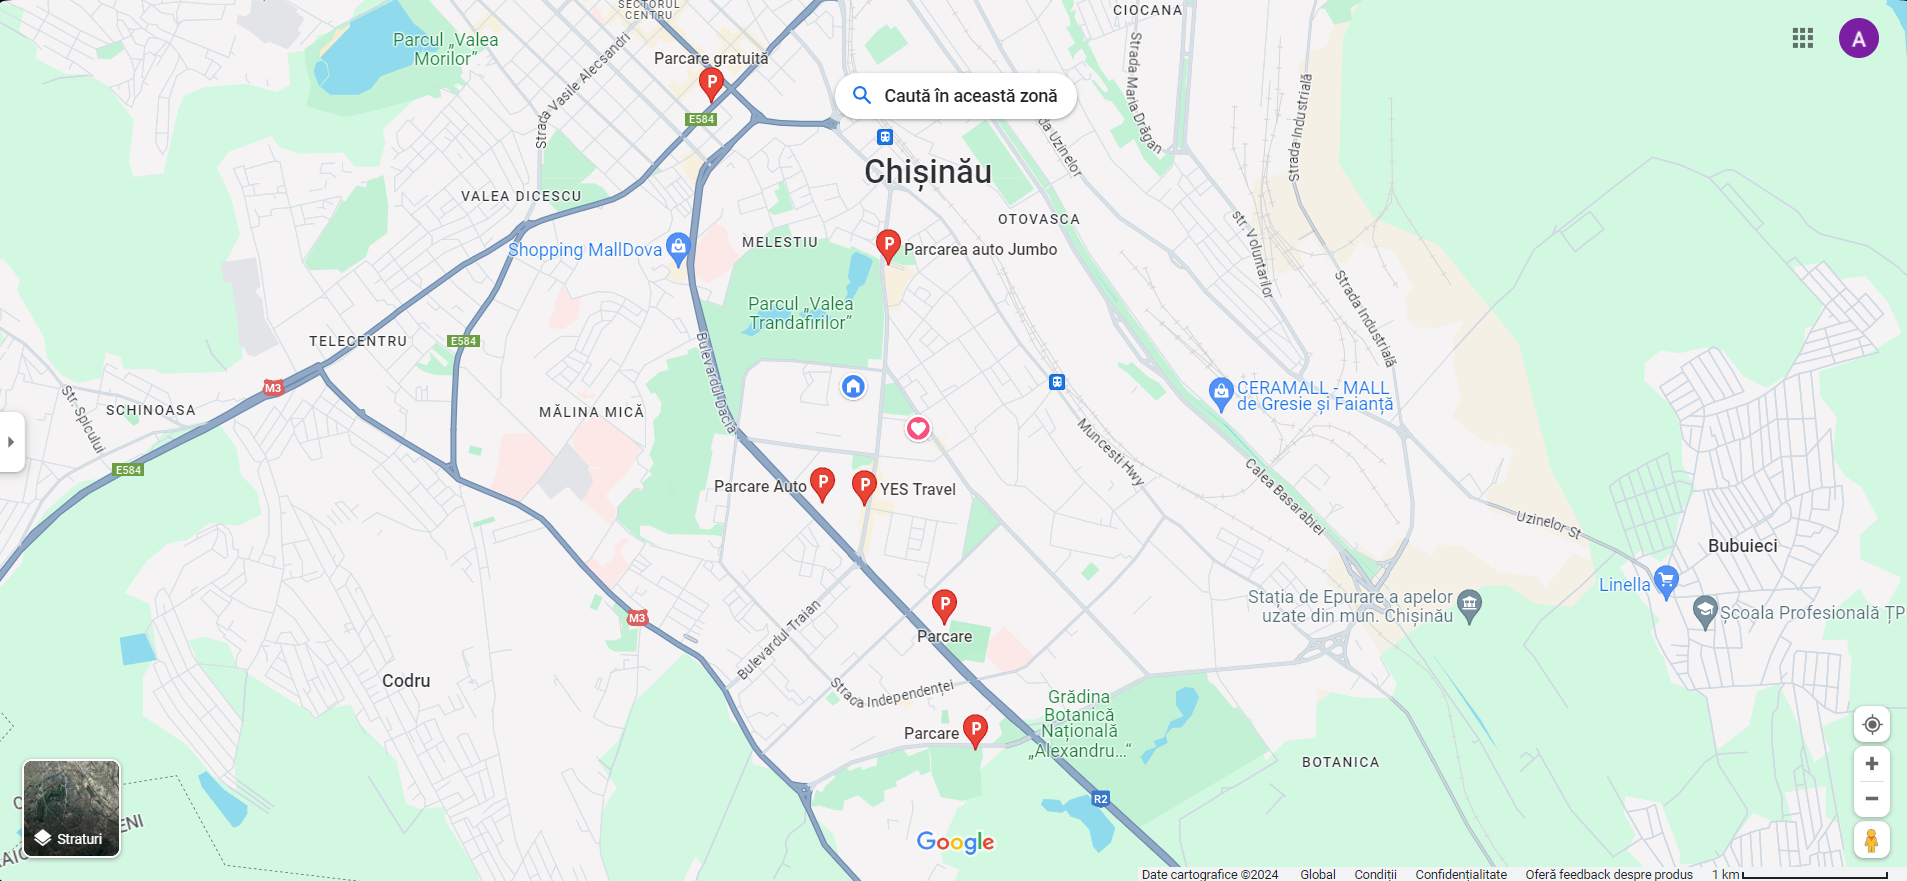 SECTORUL
CENTRU
CIOCANA
Parcul „Valea
Morilor”
Parcare gratuită
Strada Vasile Alecsandri
E584
Caută în această zonă
Strada Maria Drăgan
Strada Industrială
A
Chișinău
VALEA DICESCU
OTOVASCA
str. Voluntarilor
Shopping MallDova
MELESTIU
Parcarea auto Jumbo
Parcul „Valea
Trandafirilor”
Strada Industrială
TELECENTRU
E584
Bulevardul Dacia
M3
Str. Spicului
SCHINOASA
MĂLINA MICĂ
CERAMALL - MALL
de Gresie și Faianță
Muncesti Hwy
E584
Parcare Auto
YES Travel
Calea Basarabiei
Uzinelor St
Bubuieci
Linella
Stația de Epurare a apelor
uzate din mun. Chișinău
Școala Profesională TP
M3
Parcare
Bulevardul Traian
Codru
Strada Independenței
Grădina
Botanică
Națională
„Alexandru...“
Parcare
BOTANICA
R2
Straturi
Google
Date cartografice ©2024 Global Condiții Confidențialitate Oferă feedback despre produs 1 km